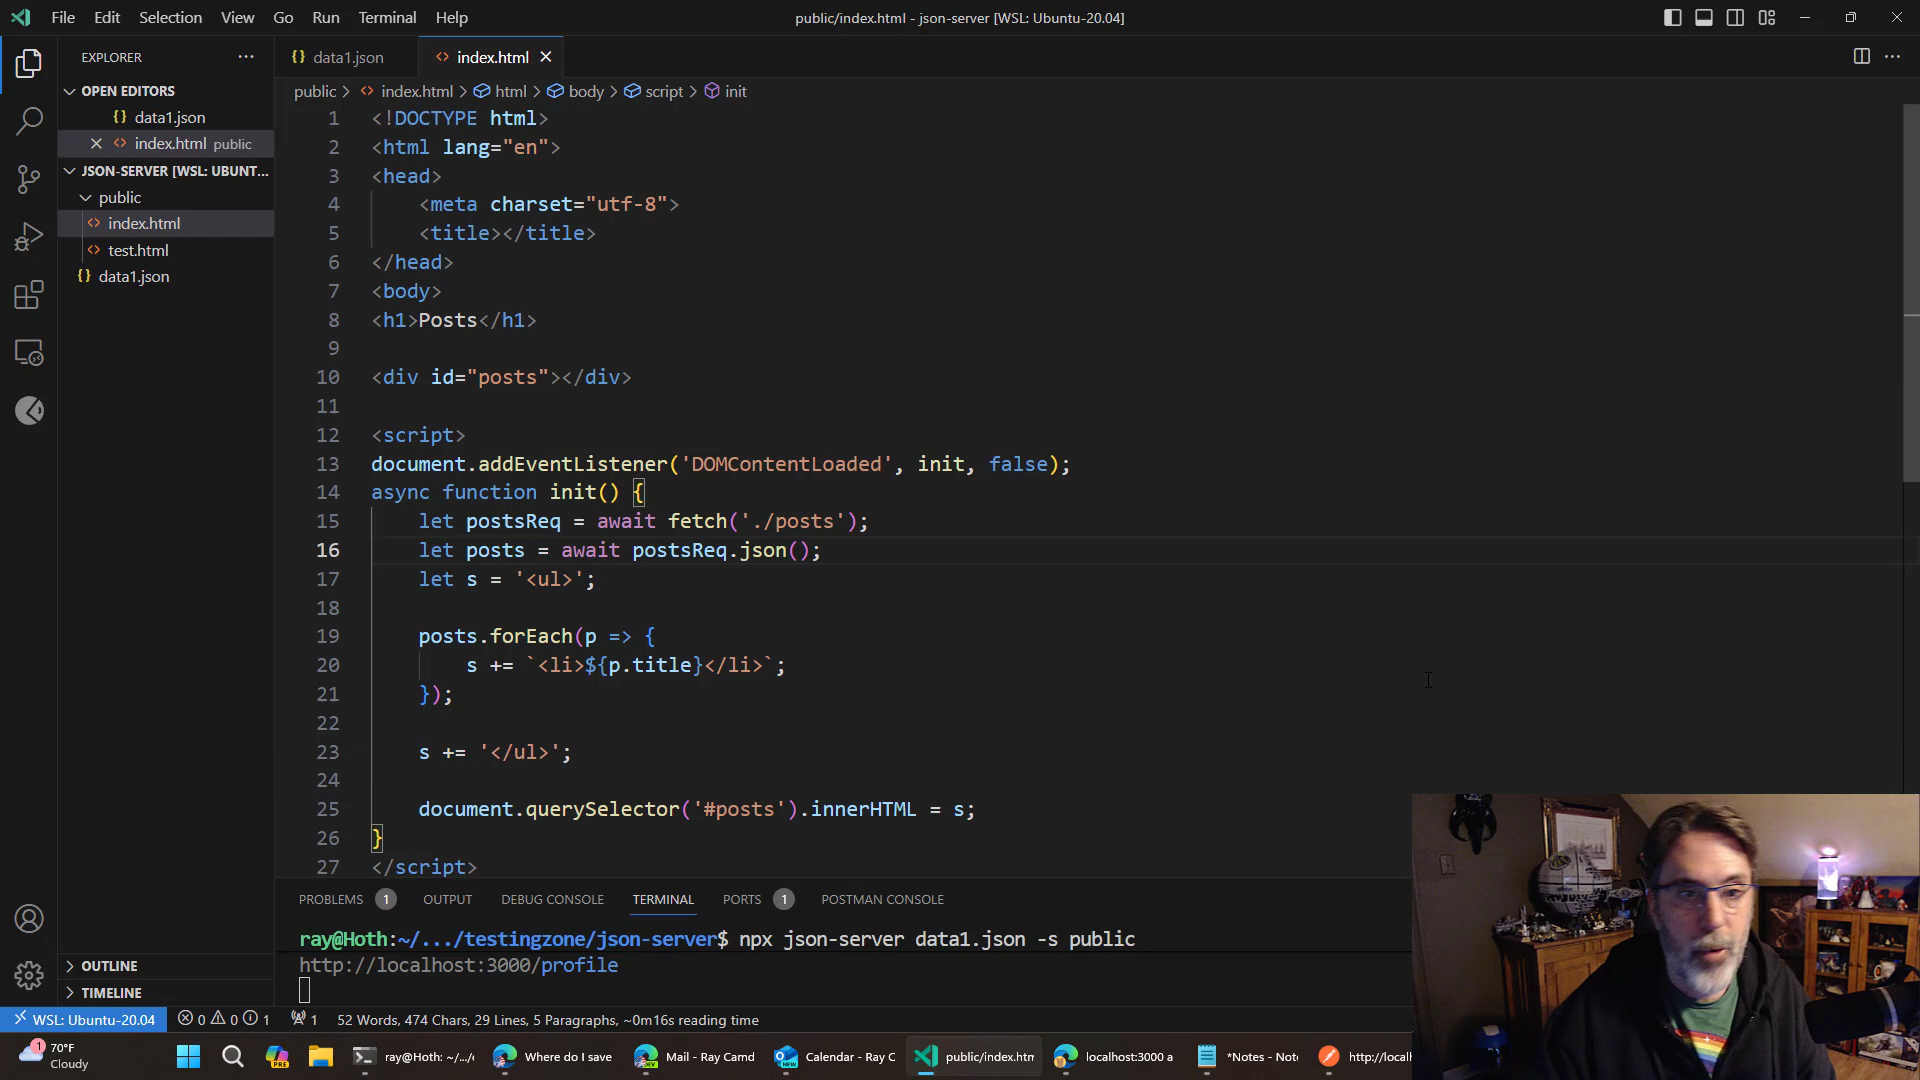 File Edit Selection View Go Run Terminal Help
public/index.html - json-server [WSL: Ubuntu-20.04]
EXPLORER
OPEN EDITORS
data1.json
index.html public
JSON-SERVER [WSL: UBUNT...
public
index.html
test.html
data1.json
OUTLINE
TIMELINE
data1.json
index.html
public > index.html > html > body > script > init
1 <!DOCTYPE html>
2 <html lang="en">
3 <head>
4 <meta charset="utf-8">
5 <title></title>
6 </head>
7 <body>
8 <h1>Posts</h1>
9
10 <div id="posts"></div>
11
12 <script>
13 document.addEventListener('DOMContentLoaded', init, false);
14 async function init() {
15 let postsReq = await fetch('./posts');
16 let posts = await postsReq.json();
17 let s = '<ul>';
18
19 posts.forEach(p => {
20 s += `<li>${p.title}</li>`;
21 });
22
23 s += '</ul>';
24
25 document.querySelector('#posts').innerHTML = s;
26 }
27 </script>
PROBLEMS 1 OUTPUT DEBUG CONSOLE TERMINAL PORTS 1 POSTMAN CONSOLE
ray@Hoth:~/.../testingzone/json-server$ npx json-server data1.json -s public
http://localhost:3000/profile
WSL: Ubuntu-20.04 0 0 1 1 52 Words, 474 Chars, 29 Lines, 5 Paragraphs, ~0m16s reading time
1
70°F
Cloudy
PRE
ray@Hoth: ~/.../
Where do I save
Mail - Ray Camd
NEW
Calendar - Ray C
public/index.htm
localhost:3000 a
*Notes - Not
http://local